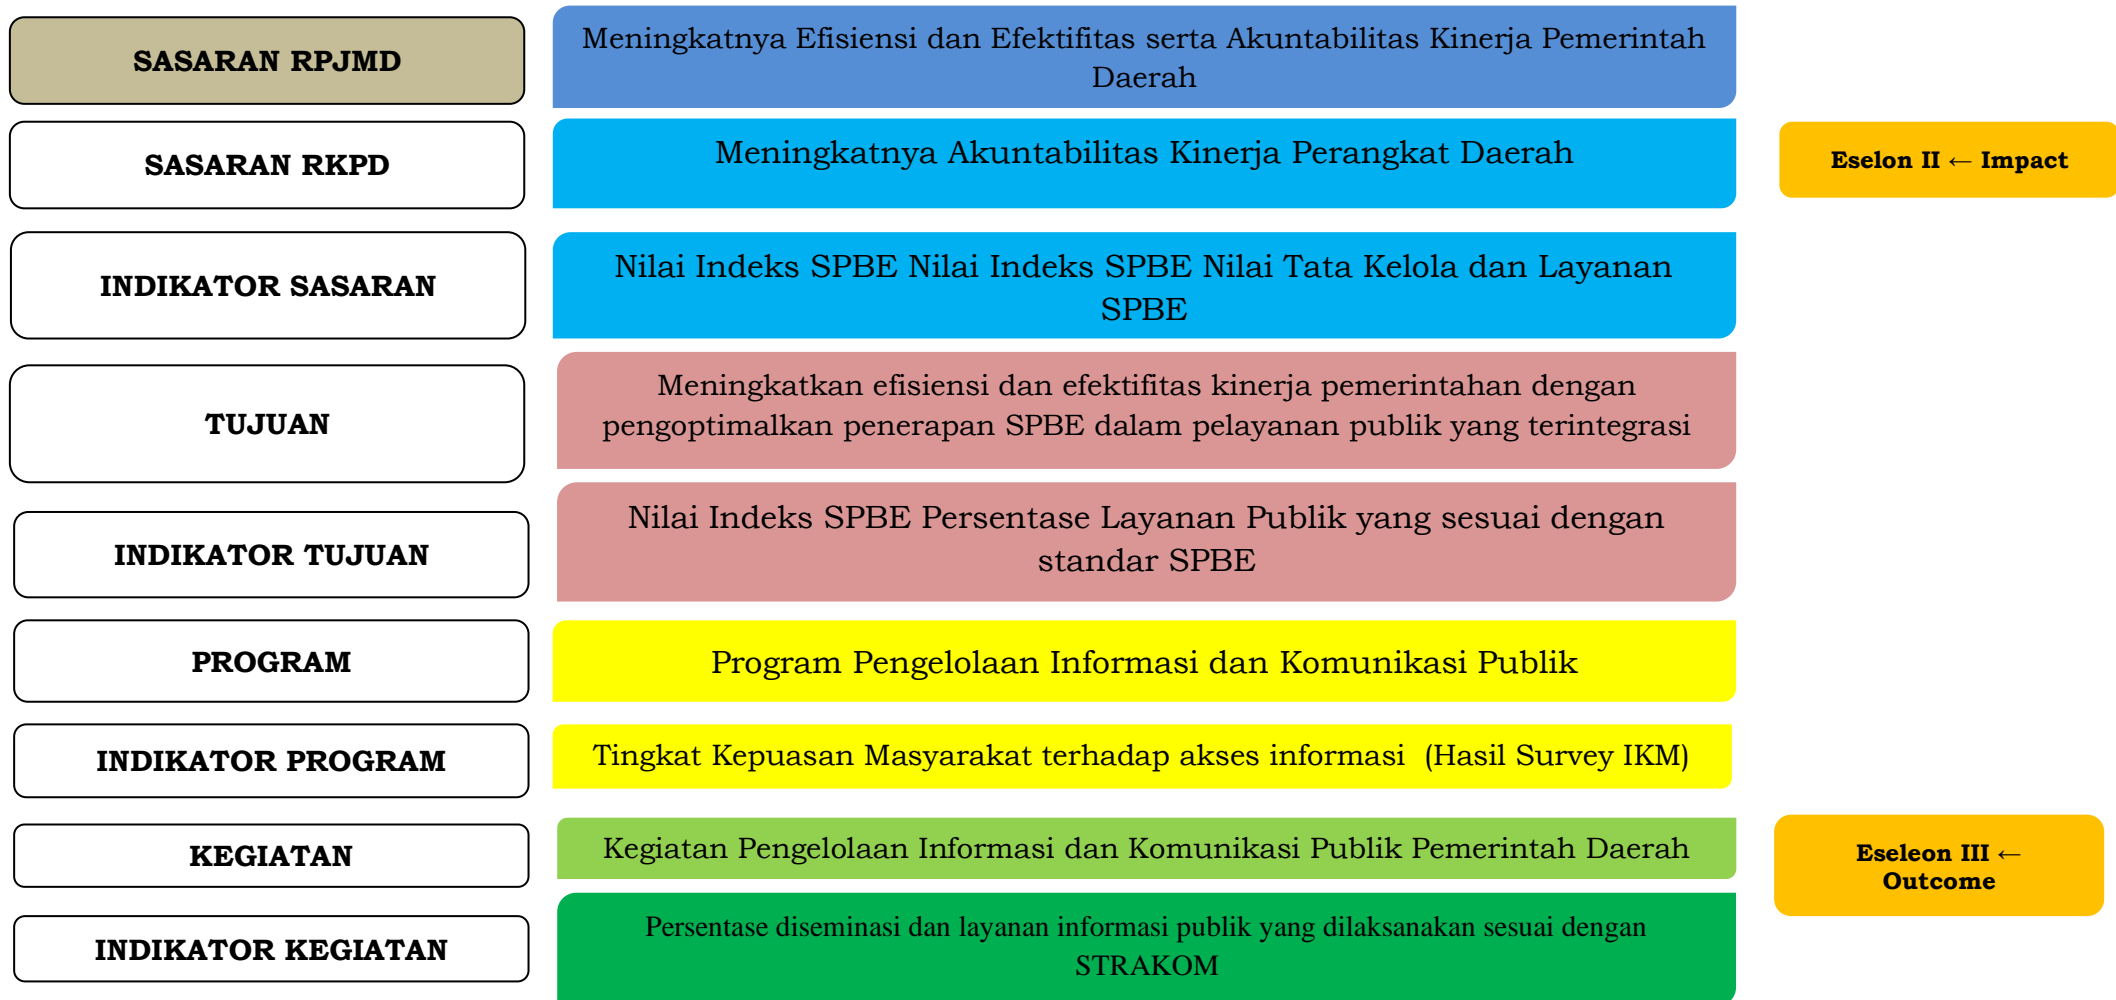 SASARAN RPJMD
Meningkatnya Efisiensi dan Efektifitas serta Akuntabilitas Kinerja Pemerintah
Daerah
SASARAN RKPD
Meningkatnya Akuntabilitas Kinerja Perangkat Daerah
Eselon II ← Impact
INDIKATOR SASARAN
Nilai Indeks SPBE Nilai Indeks SPBE Nilai Tata Kelola dan Layanan
SPBE
TUJUAN
Meningkatkan efisiensi dan efektifitas kinerja pemerintahan dengan
pengoptimalkan penerapan SPBE dalam pelayanan publik yang terintegrasi
INDIKATOR TUJUAN
Nilai Indeks SPBE Persentase Layanan Publik yang sesuai dengan
standar SPBE
PROGRAM
Program Pengelolaan Informasi dan Komunikasi Publik
INDIKATOR PROGRAM
Tingkat Kepuasan Masyarakat terhadap akses informasi  (Hasil Survey IKM)
KEGIATAN
Kegiatan Pengelolaan Informasi dan Komunikasi Publik Pemerintah Daerah
Eseleon III ←
Outcome
INDIKATOR KEGIATAN
Persentase diseminasi dan layanan informasi publik yang dilaksanakan sesuai dengan
STRAKOM